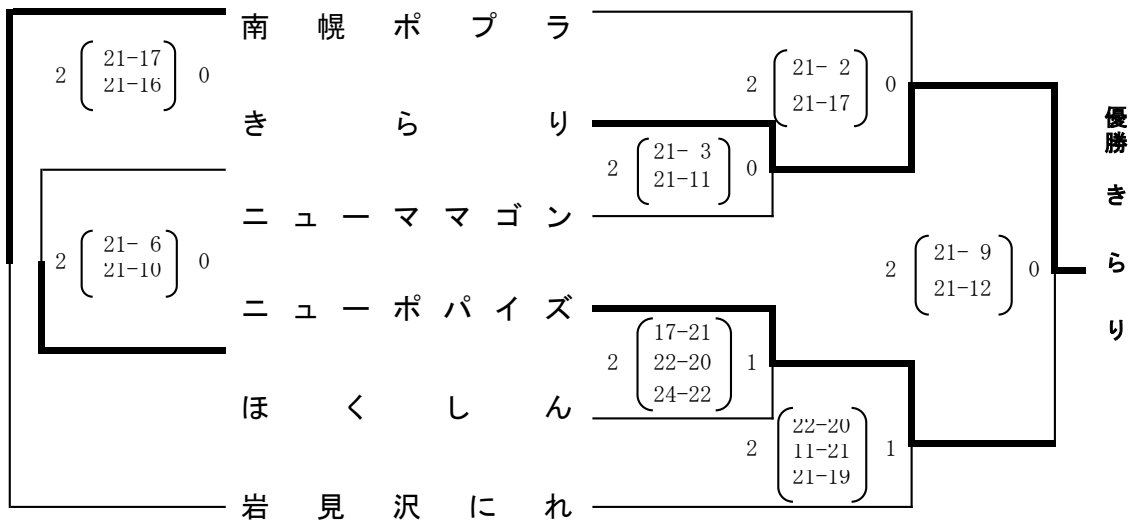 南幌ポプラ
2 21-17 0
21-16
2 21- 2 0
21-17
きらり
2 21- 3 0
21-11
ニューママゴン
2 21- 6 0
21-10
2 21- 9 0
21-12
優勝 きらり
ニューポパイズ
17-21
2 22-20 1
24-22
ほくしん
22-20
2 11-21 1
21-19
岩見沢にれ